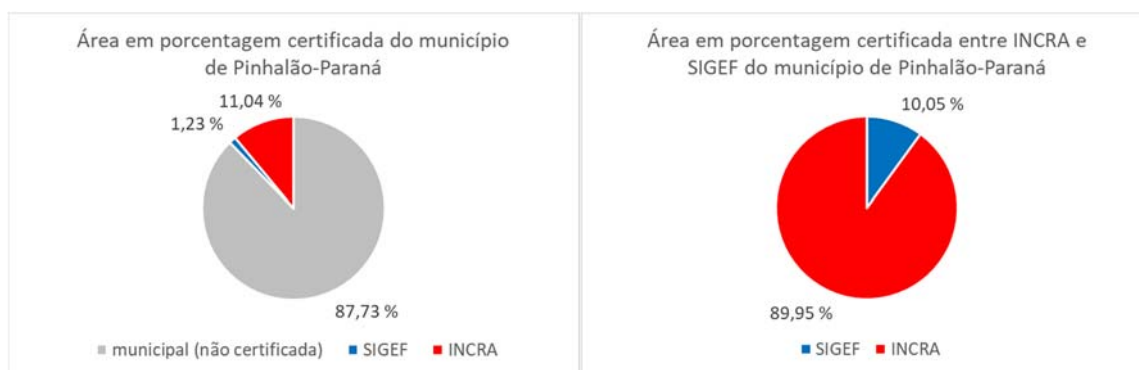 Área em porcentagem certificada do município
de Pinhalão-Paraná
11,04 %
1,23 %
87,73 %
municipal (não certificada) SIGEF INCRA
Área em porcentagem certificada entre INCRA e
SIGEF do município de Pinhalão-Paraná
10,05 %
89,95 %
SIGEF INCRA